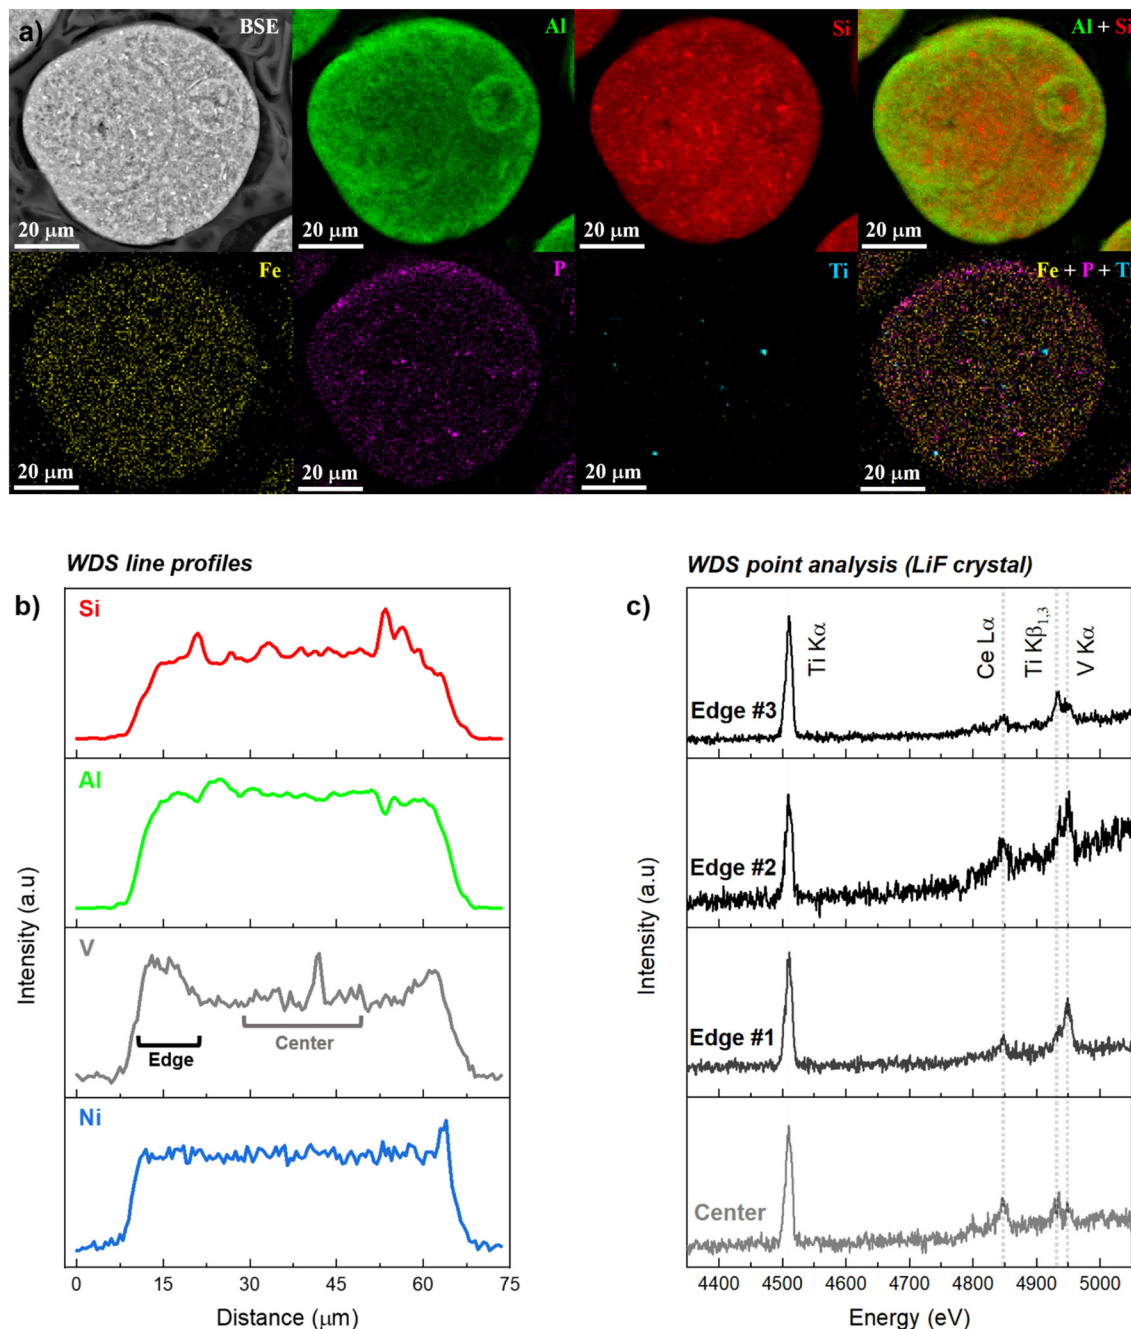 a)
BSE
Al
Si
Al + Si
20 μm
20 μm
20 μm
20 μm
Fe
P
Ti
Fe + P + Ti
20 μm
20 μm
20 μm
20 μm
WDS line profiles
WDS point analysis (LiF crystal)
b)
Si
Al
V
Edge
Center
Ni
Intensity (a.u)
0 15 30 45 60 75
Distance (μm)
c)
Ti Kα
Ce Lα
Ti Kβ1,3
V Kα
Edge #3
Edge #2
Edge #1
Center
Intensity (a.u)
4400 4500 4600 4700 4800 4900 5000
Energy (eV)